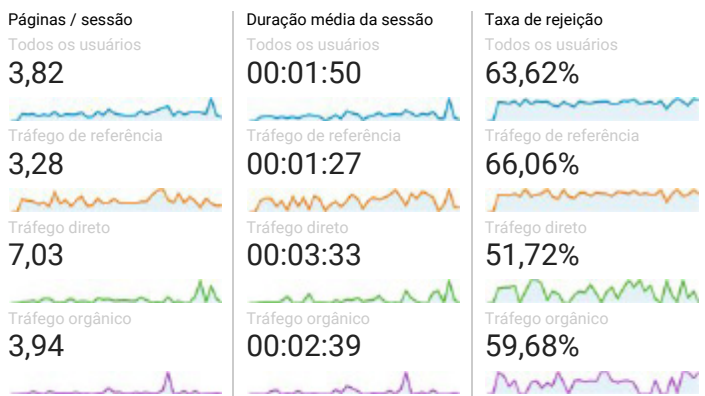 Páginas / sessão
Todos os usuários
3,82
Tráfego de referência
3,28
Tráfego direto
7,03
Tráfego orgânico
3,94
Duração média da sessão
Todos os usuários
00:01:50
Tráfego de referência
00:01:27
Tráfego direto
00:03:33
Tráfego orgânico
00:02:39
Taxa de rejeição
Todos os usuários
63,62%
Tráfego de referência
66,06%
Tráfego direto
51,72%
Tráfego orgânico
59,68%